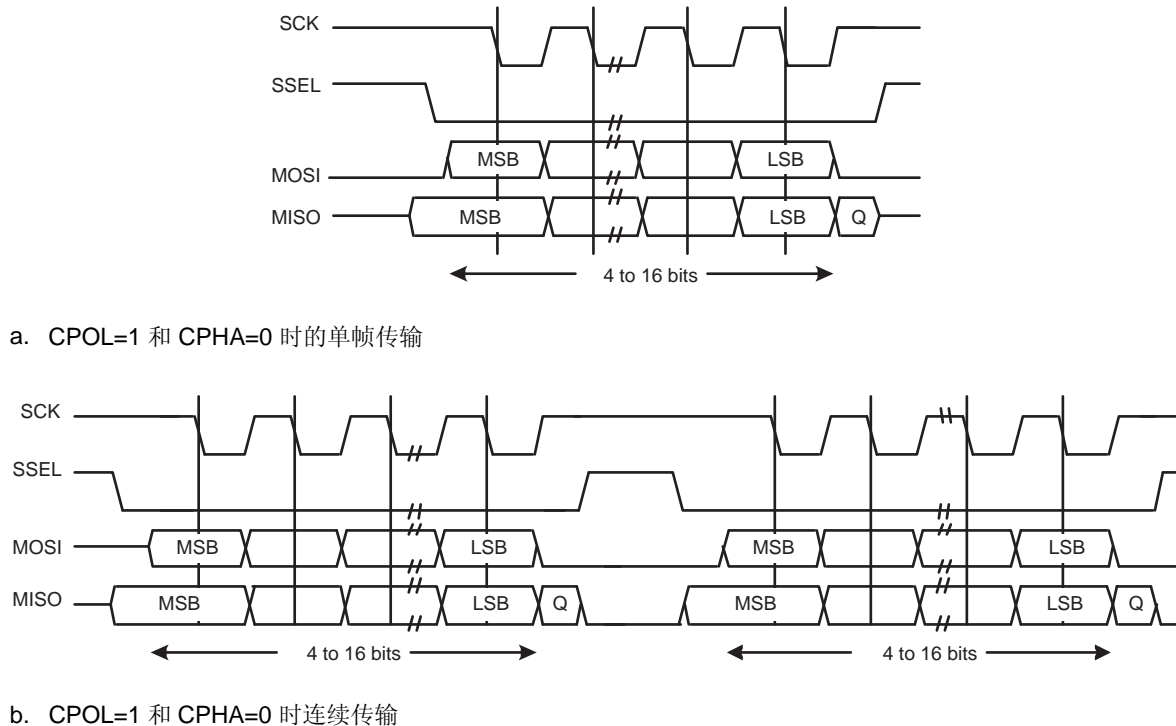 SCK
SSEL
MOSI MSB LSB
MISO MSB LSB Q
4 to 16 bits
a. CPOL=1 和 CPHA=0 时的单帧传输
SCK
SSEL
MOSI MSB LSB MSB LSB
MISO MSB LSB Q MSB LSB Q
4 to 16 bits 4 to 16 bits
b. CPOL=1 和 CPHA=0 时连续传输